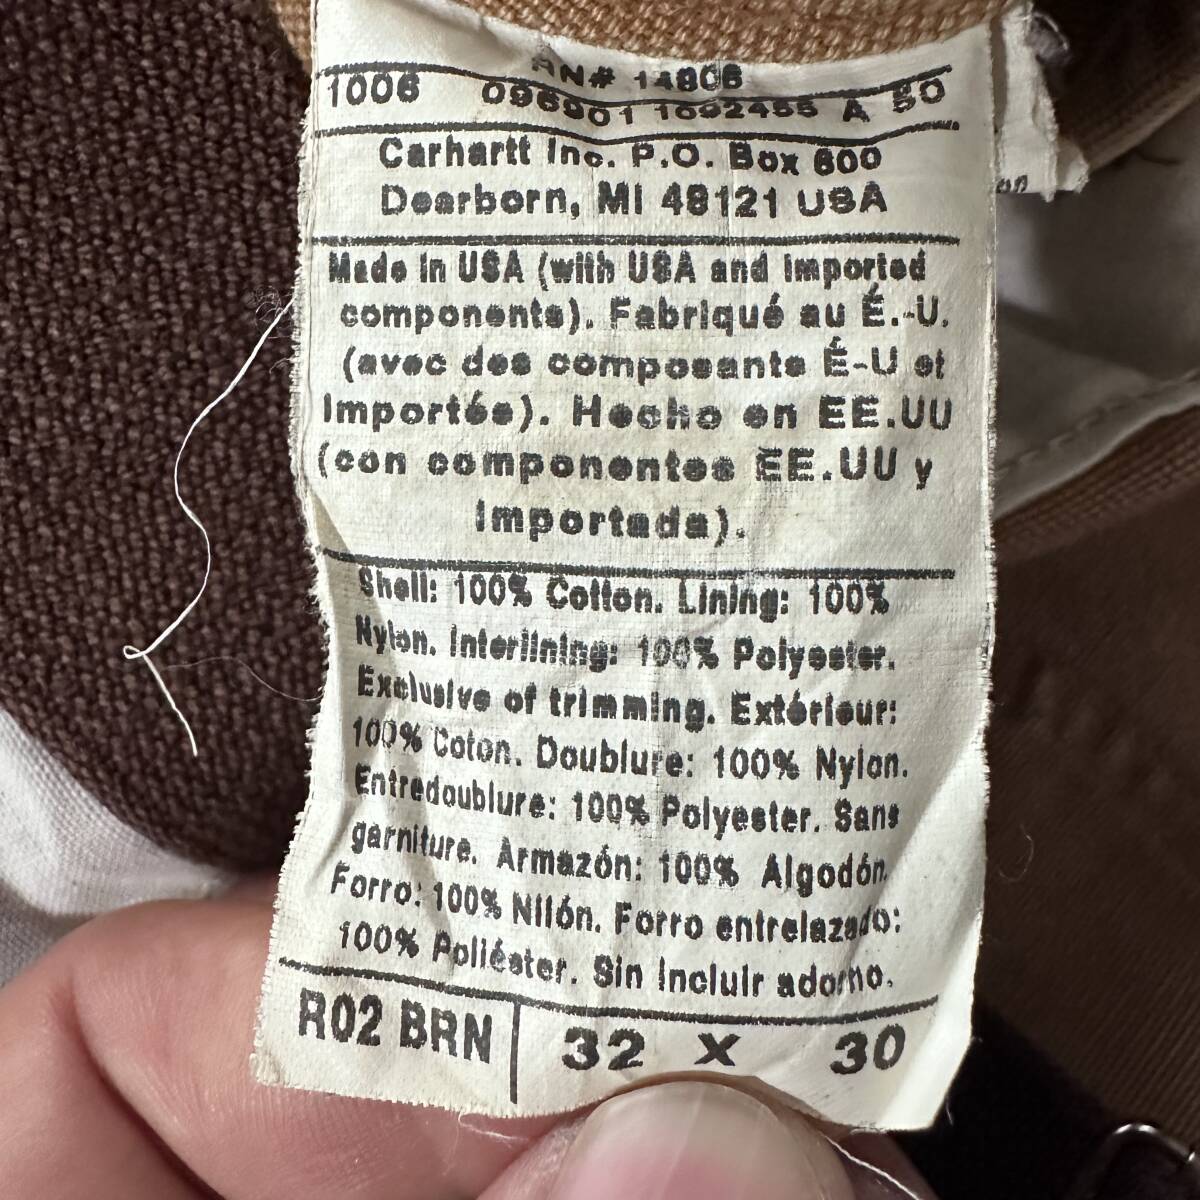 RN# 14806
1006 096901 1692455 A 50
Carhartt Inc. P.O. Box 600
Dearborn, MI 48121 USA
Made in USA (with USA and imported
components). Fabriqué au É.-U.
(avec des composants É-U et
importés). Hecho en EE.UU
(con componentes EE.UU y
importada).
Shell: 100% Cotton. Lining: 100%
Nylon. Interlining: 100% Polyester.
Exclusive of trimming. Extérieur:
100% Coton. Doublure: 100% Nylon.
Entredoublure: 100% Polyester. Sans
garniture. Armazón: 100% Algodón.
Forro: 100% Nilón. Forro entrelazado:
100% Poliéster. Sin incluir adorno.
R02 BRN 32 X 30